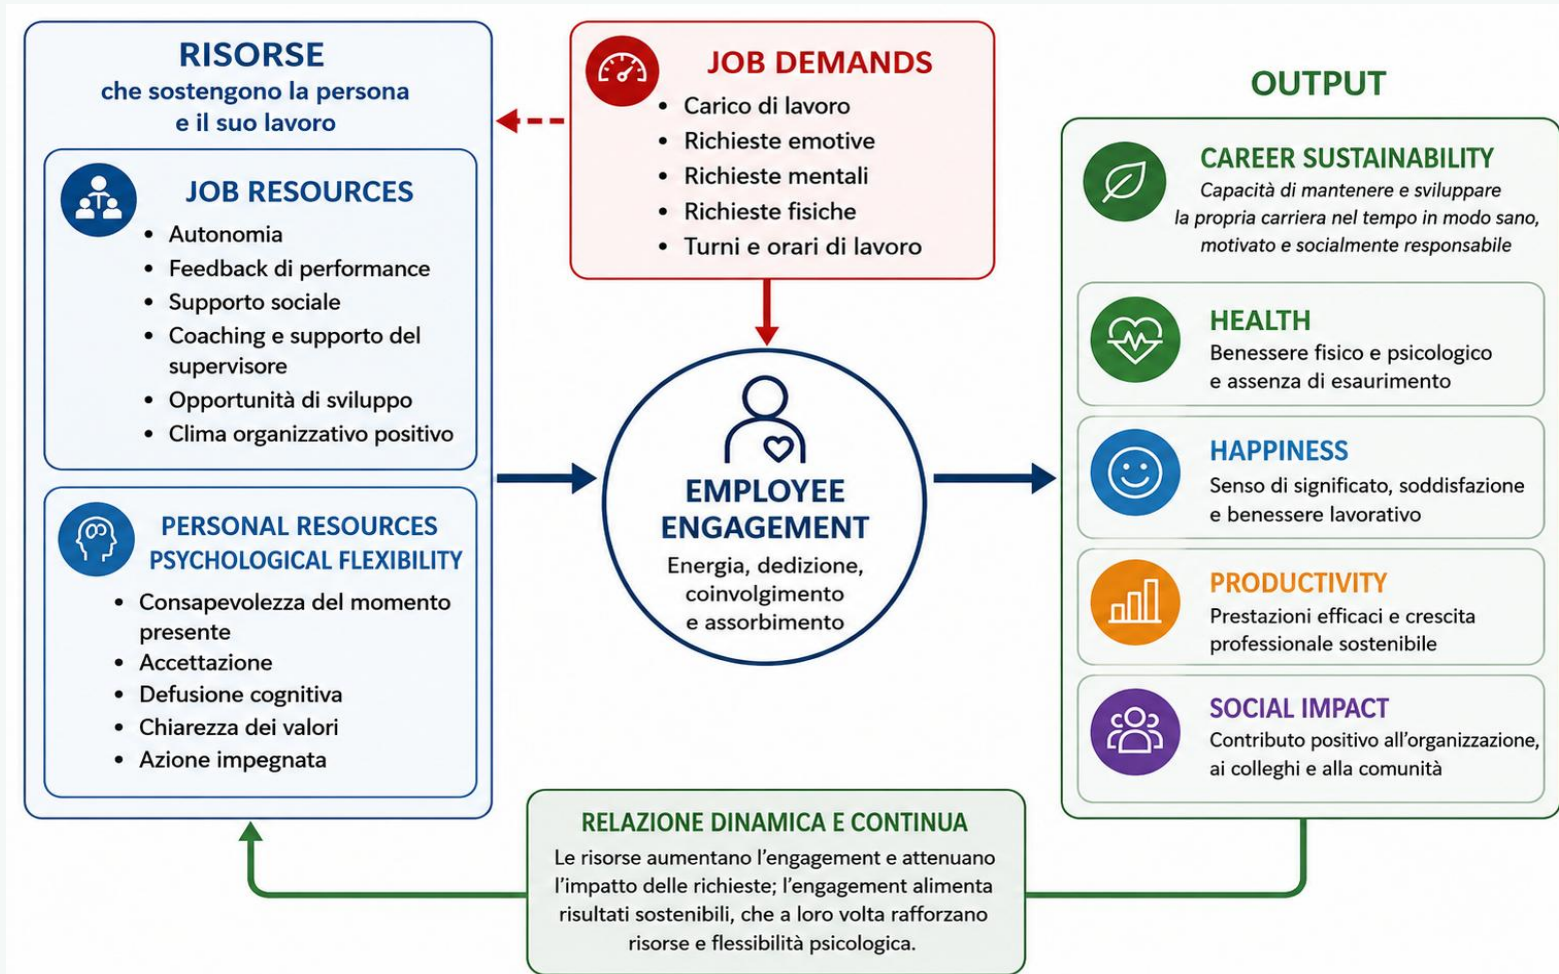 RISORSE
che sostengono la persona
e il suo lavoro
JOB RESOURCES
• Autonomia
• Feedback di performance
• Supporto sociale
• Coaching e supporto del
supervisore
• Opportunità di sviluppo
• Clima organizzativo positivo
PERSONAL RESOURCES
PSYCHOLOGICAL FLEXIBILITY
• Consapevolezza del momento
presente
• Accettazione
• Defusione cognitiva
• Chiarezza dei valori
• Azione impegnata
JOB DEMANDS
• Carico di lavoro
• Richieste emotive
• Richieste mentali
• Richieste fisiche
• Turni e orari di lavoro
EMPLOYEE
ENGAGEMENT
Energia, dedizione,
coinvolgimento
e assorbimento
OUTPUT
CAREER SUSTAINABILITY
Capacità di mantenere e sviluppare
la propria carriera nel tempo in modo sano,
motivato e socialmente responsabile
HEALTH
Benessere fisico e psicologico
e assenza di esaurimento
HAPPINESS
Senso di significato, soddisfazione
e benessere lavorativo
PRODUCTIVITY
Prestazioni efficaci e crescita
professionale sostenibile
SOCIAL IMPACT
Contributo positivo all'organizzazione,
ai colleghi e alla comunità
RELAZIONE DINAMICA E CONTINUA
Le risorse aumentano l'engagement e attenuano
l'impatto delle richieste; l'engagement alimenta
risultati sostenibili, che a loro volta rafforzano
risorse e flessibilità psicologica.